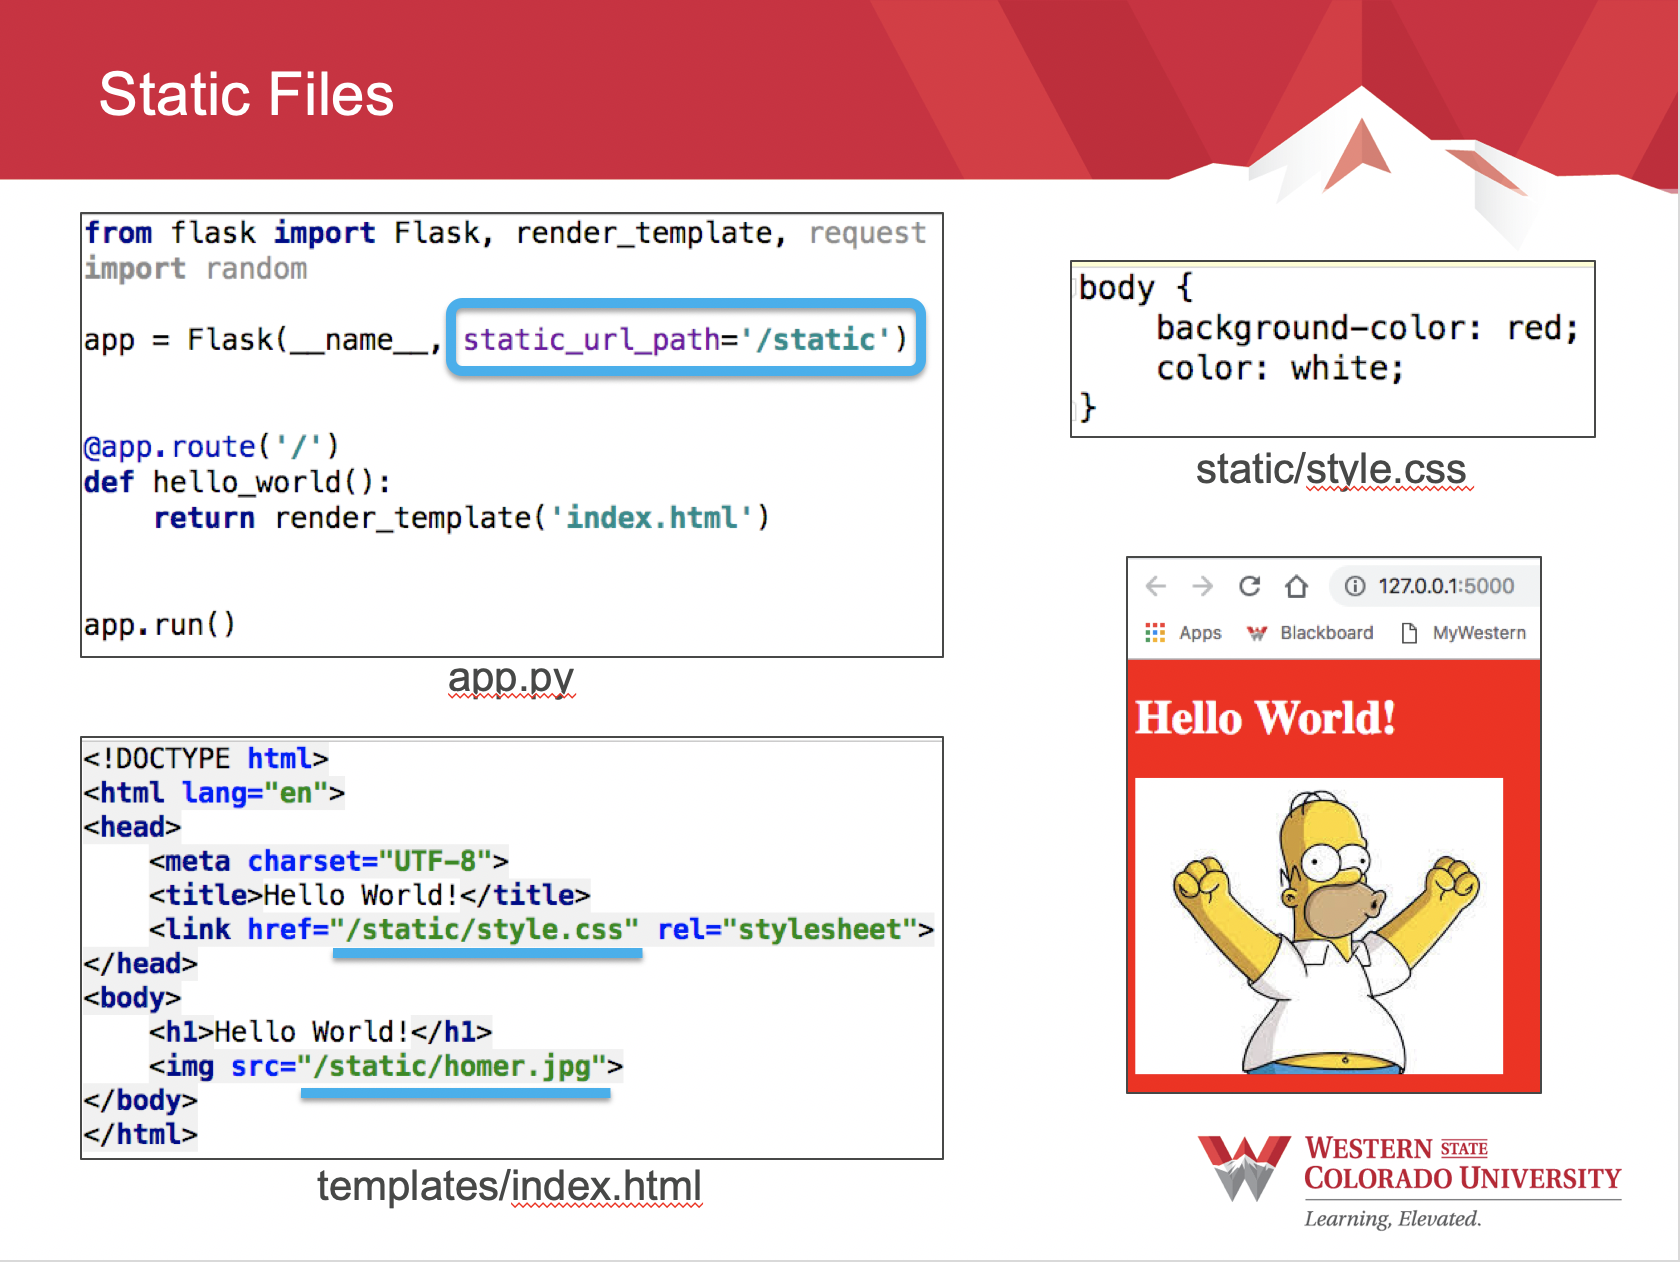 Static Files
from flask import Flask, render_template, request
import random
app = Flask(__name__, static_url_path='/static')
@app.route('/')
def hello_world():
    return render_template('index.html')
app.run()
app.py
<!DOCTYPE html>
<html lang="en">
<head>
    <meta charset="UTF-8">
    <title>Hello World!</title>
    <link href="/static/style.css" rel="stylesheet">
</head>
<body>
    <h1>Hello World!</h1>
    <img src="/static/homer.jpg">
</body>
</html>
templates/index.html
body {
    background-color: red;
    color: white;
}
static/style.css
127.0.0.1:5000
Apps Blackboard MyWestern
Hello World!
WESTERN STATE
COLORADO UNIVERSITY
Learning, Elevated.